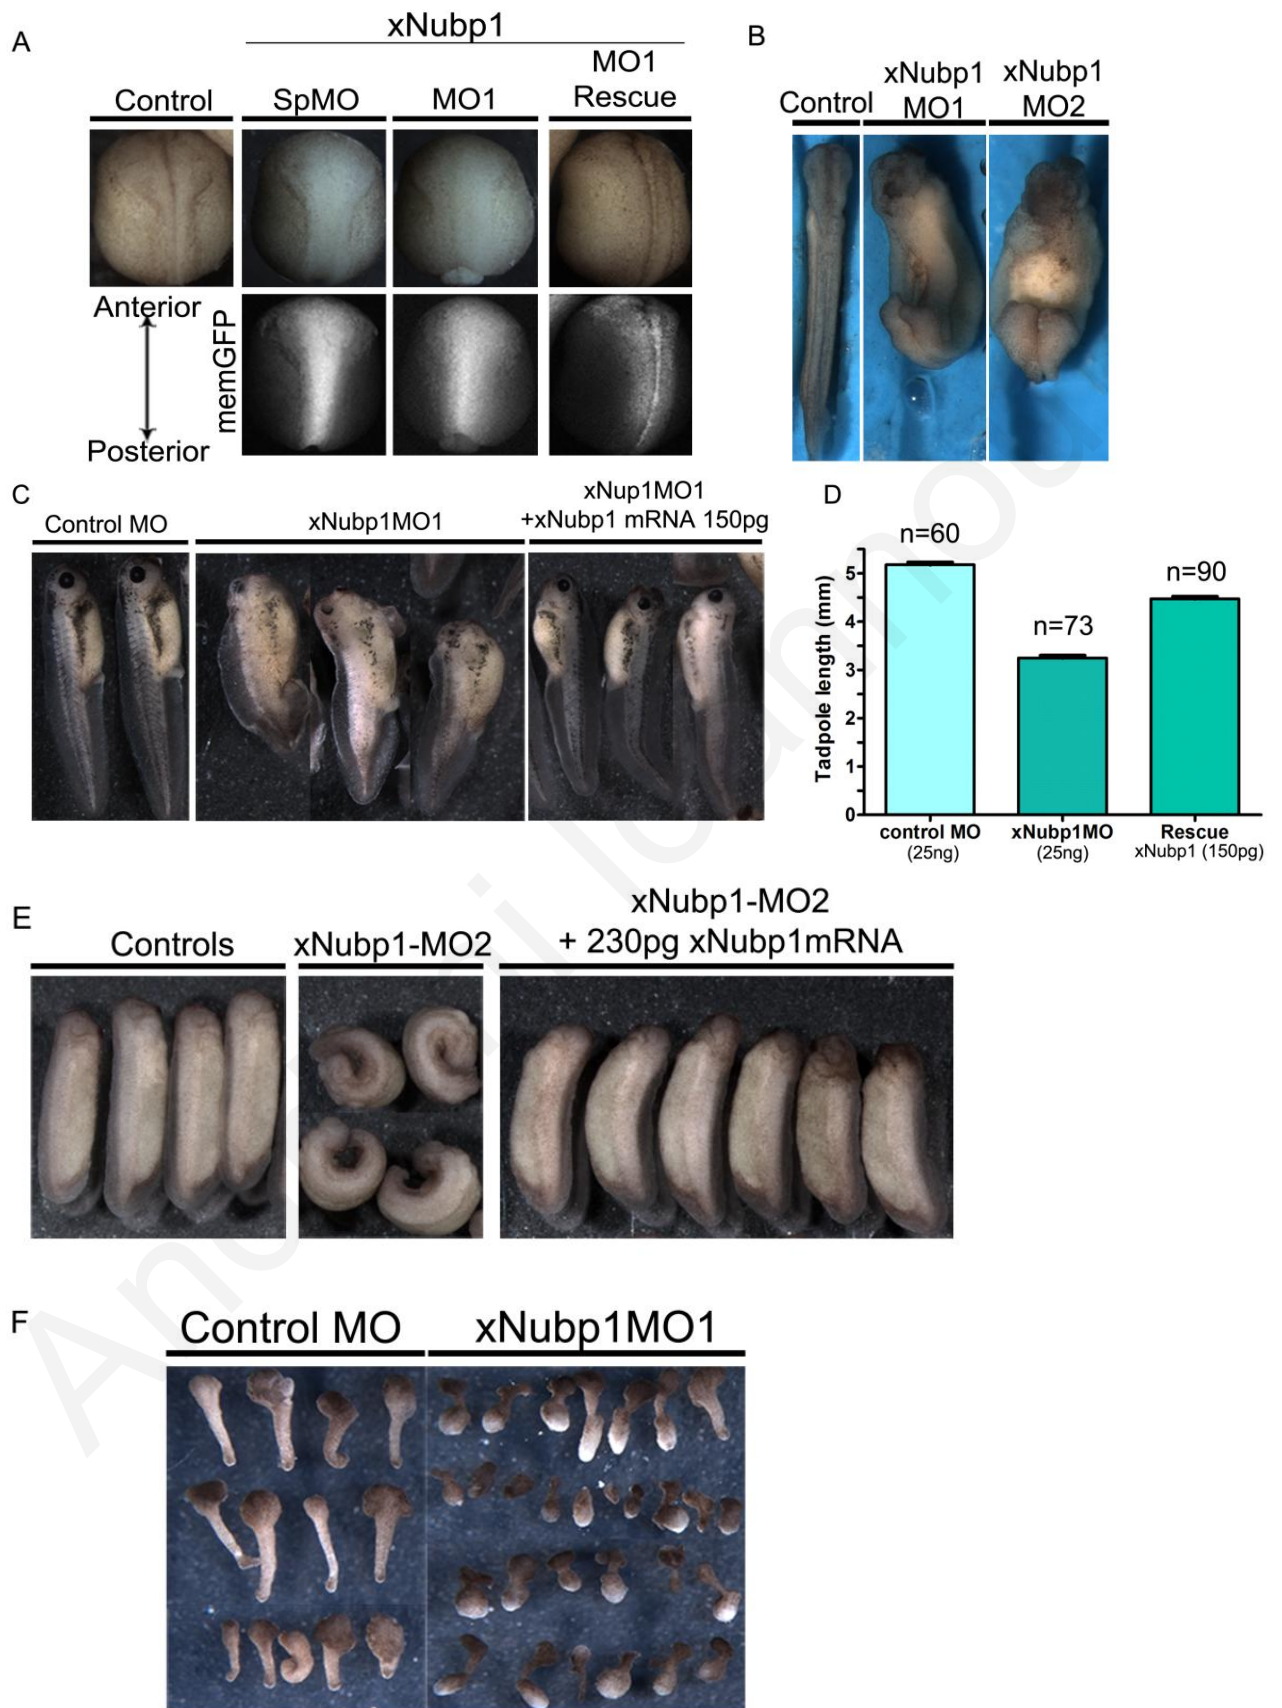 A
xNubp1
Control
SpMO
MO1
MO1
Rescue
Anterior
Posterior
memGFP
B
Control
xNubp1
MO1
xNubp1
MO2
C
Control MO
xNubp1MO1
xNup1MO1
+xNubp1 mRNA 150pg
D
Tadpole length (mm)
5
4
3
2
1
0
n=60
n=73
n=90
control MO
(25ng)
xNubp1MO
(25ng)
Rescue
xNubp1 (150pg)
E
Controls
xNubp1-MO2
xNubp1-MO2
+ 230pg xNubp1mRNA
F
Control MO
xNubp1MO1